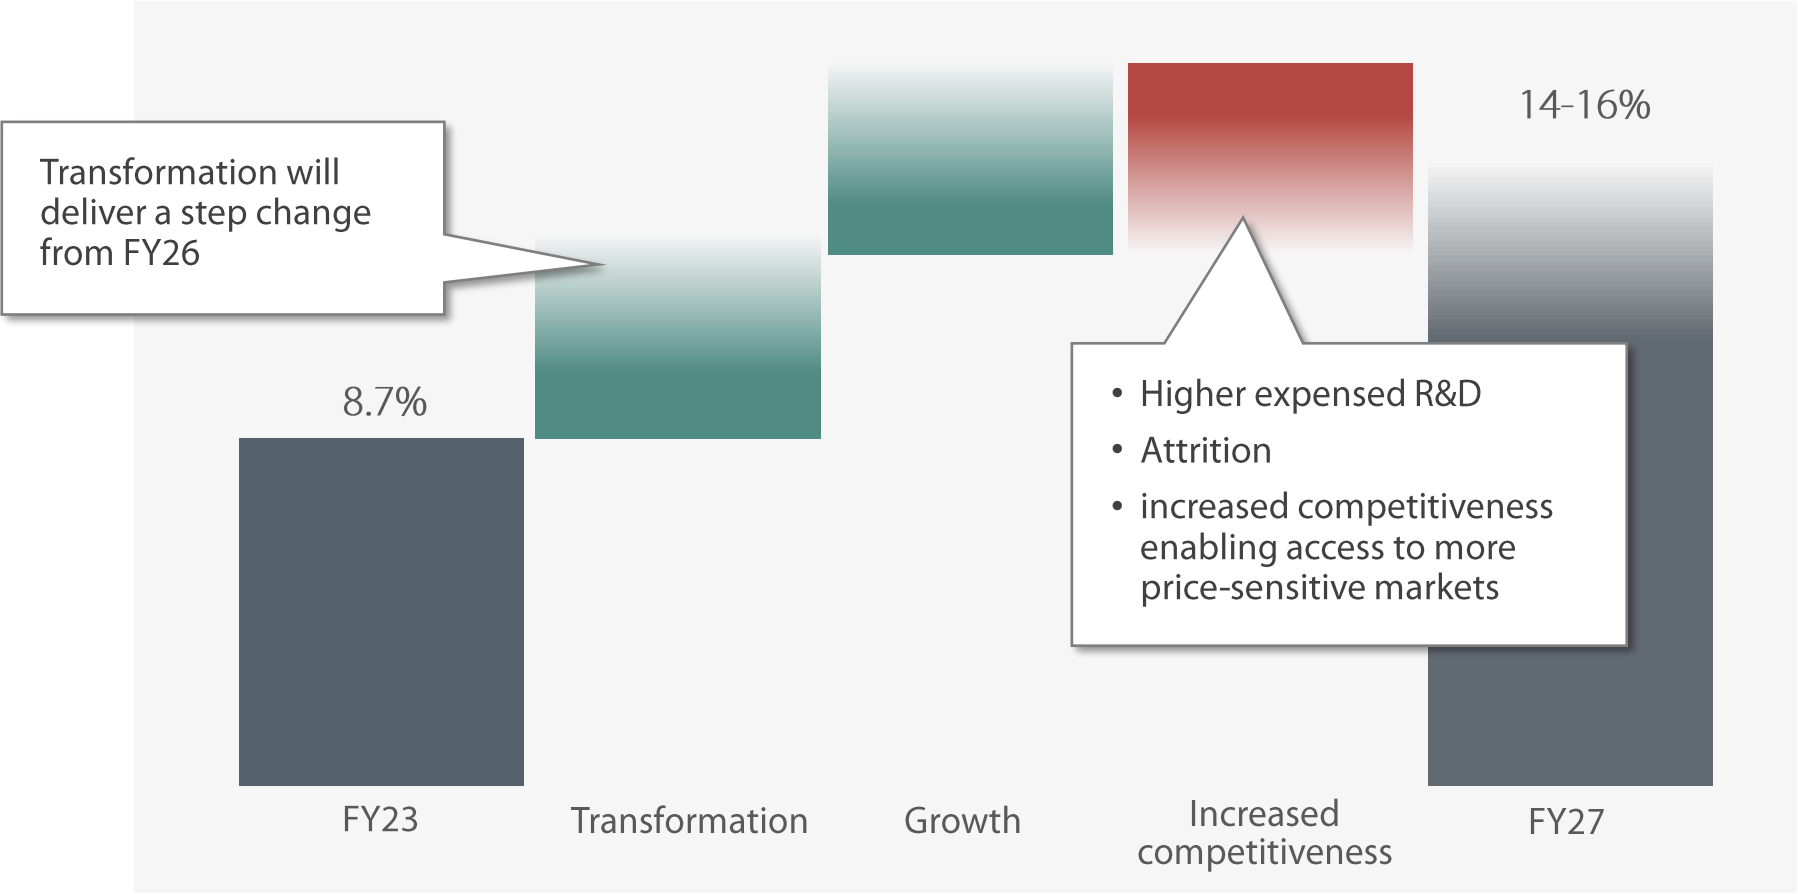 14-16%
Transformation will
deliver a step change
from FY26
8.7%
• Higher expensed R&D
• Attrition
• increased competitiveness
enabling access to more
price-sensitive markets
FY23
Transformation
Growth
Increased
competitiveness
FY27